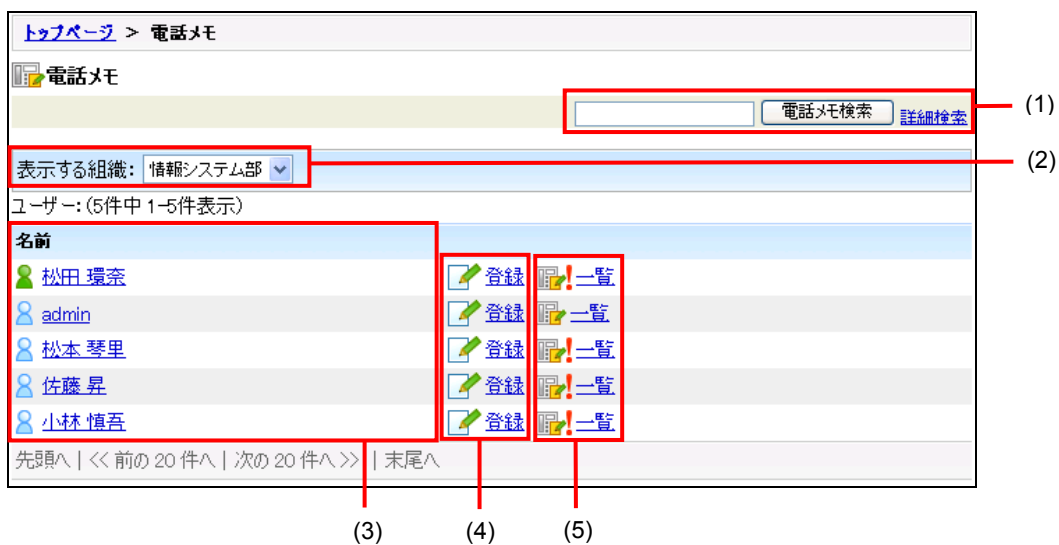 トップページ > 電話メモ
電話メモ
電話メモ検索 詳細検索 (1)
表示する組織: 情報システム部 (2)
ユーザー:(5件中 1-5件表示)
名前
松田 環奈 登録 ! 一覧
admin 登録 一覧
松本 琴里 登録 ! 一覧
佐藤 昇 登録 ! 一覧
小林 慎吾 登録 ! 一覧
先頭へ | << 前の 20 件へ | 次の 20 件へ >> | 末尾へ
(3) (4) (5)